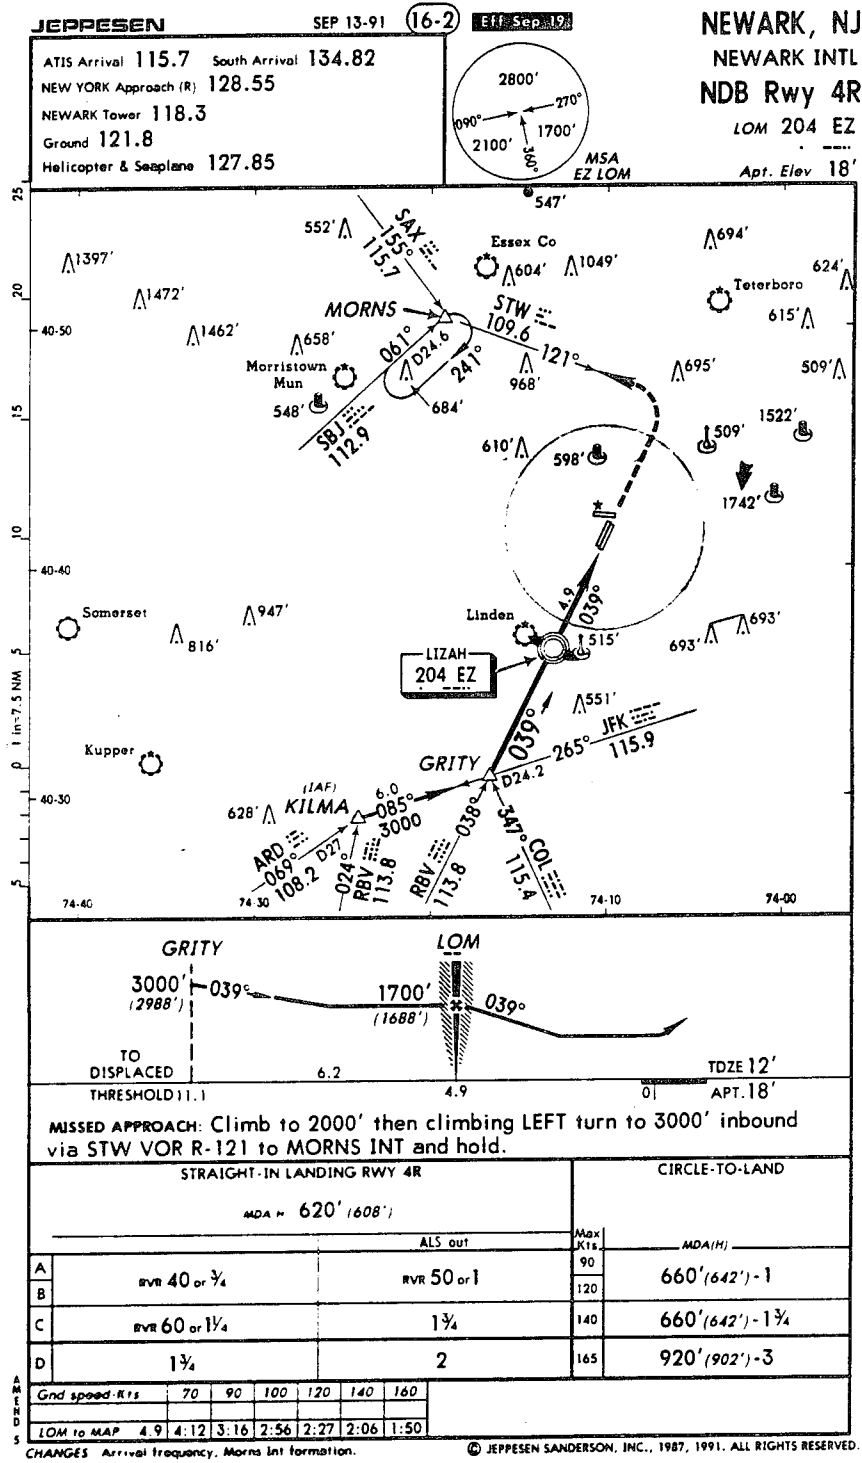 JEPPESEN SEP 13-91 16-2 Eff Sep 19
NEWARK, NJ
NEWARK INTL
NDB Rwy 4R
LOM 204 EZ
Apt. Elev 18'
ATIS Arrival 115.7 South Arrival 134.82
NEW YORK Approach (R) 128.55
NEWARK Tower 118.3
Ground 121.8
Helicopter & Seaplane 127.85
2800'
090°
270°
2100'
1700'
360°
MSA
EZ LOM
25
20
15
10
5
0
5
1 in=7.5 NM
547'
552'
SAX
155°
115.7
Essex Co
694'
1397'
604'
1049'
624'
1472'
Teterboro
MORNS
STW
109.6
615'
40-50
1462'
658'
061°
D24.6
121°
Morristown
Mun
241°
968'
695'
509'
548'
684'
SBJ
112.9
1522'
610'
598'
509'
1742'
40-40
4.9
039°
Somerset
947'
Linden
693'
693'
816'
515'
LIZAH
204 EZ
551'
039°
JFK
265°
115.9
Kupper
GRITY
D24.2
40-30
(IAF)
KILMA
6.0
085°
3000
628'
ARD
069°
108.2
D27
024°
RBV
113.8
038°
RBV
113.8
347°
COL
115.4
74-40
74-30
74-10
74-00
GRITY
LOM
3000'
(2988')
039°
1700'
(1688')
039°
TO
DISPLACED
THRESHOLD 11.1
6.2
4.9
0
TDZE 12'
APT. 18'
MISSED APPROACH: Climb to 2000' then climbing LEFT turn to 3000' inbound
via STW VOR R-121 to MORNS INT and hold.
STRAIGHT-IN LANDING RWY 4R
CIRCLE-TO-LAND
MDA(H) 620' (608')
ALS out
Max
Kts
MDA(H)
A
B
RVR 40 or ¾
RVR 50 or 1
90
120
660' (642') - 1
C
RVR 60 or 1¼
1¾
140
660' (642') - 1¾
D
1¾
2
165
920' (902') - 3
Gnd speed-Kts 70 90 100 120 140 160
LOM to MAP 4.9 4:12 3:16 2:56 2:27 2:06 1:50
AMEND 5
CHANGES Arrival frequency, Morns Int formation.
© JEPPESEN SANDERSON, INC., 1987, 1991. ALL RIGHTS RESERVED.